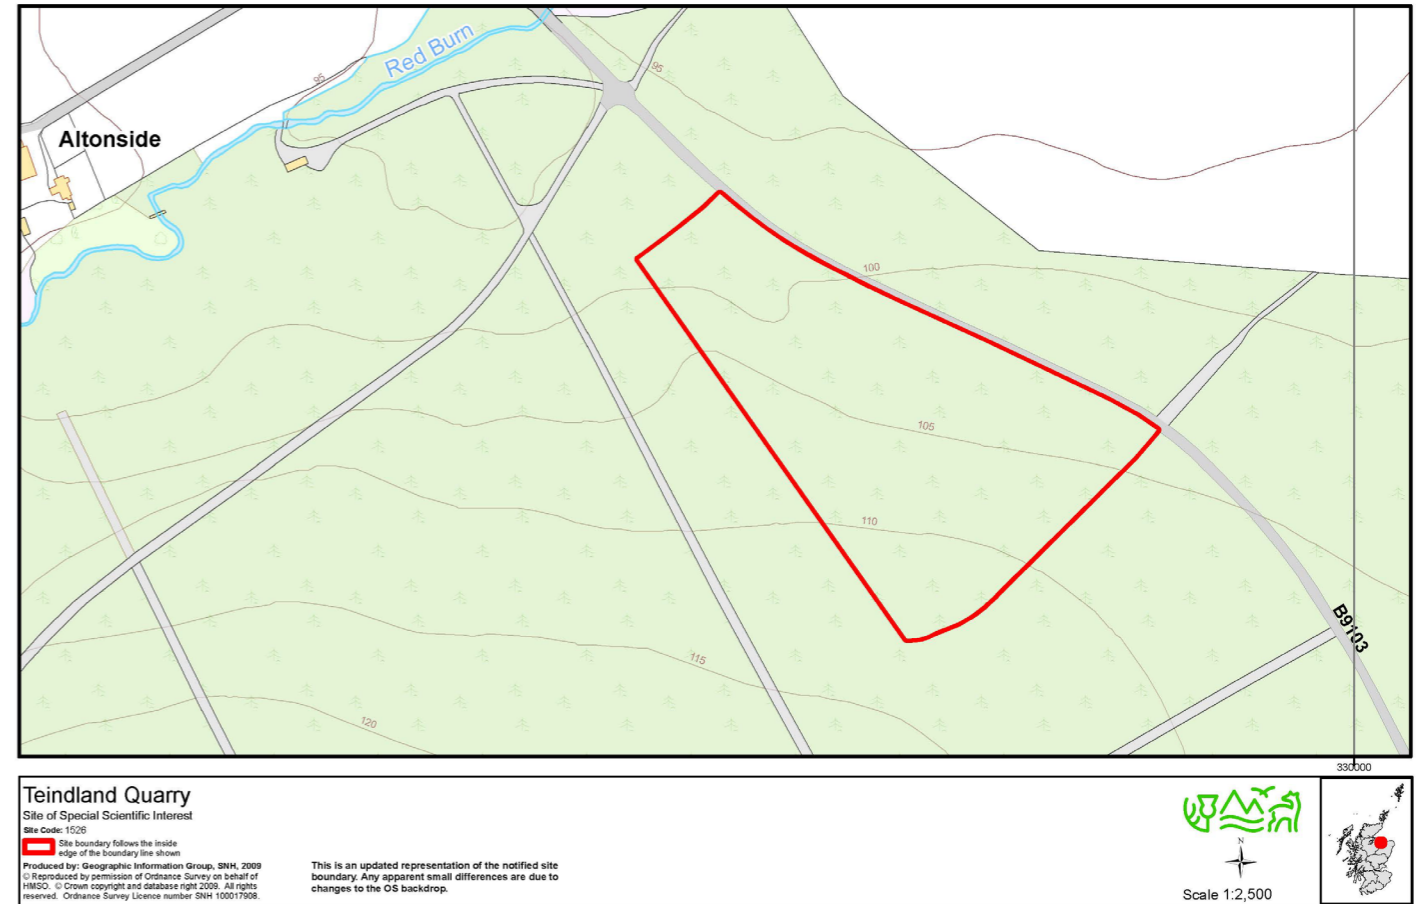 Red Burn
95
95
Altonside
100
105
110
B9103
115
120
330000
Teindland Quarry
Site of Special Scientific Interest
Site Code: 1526
Site boundary follows the inside
edge of the boundary line shown
Produced by: Geographic Information Group, SNH, 2009
© Reproduced by permission of Ordnance Survey on behalf of
HMSO. © Crown copyright and database right 2009. All rights
reserved. Ordnance Survey Licence number SNH 100017908.
This is an updated representation of the notified site
boundary. Any apparent small differences are due to
changes to the OS backdrop.
N
Scale 1:2,500